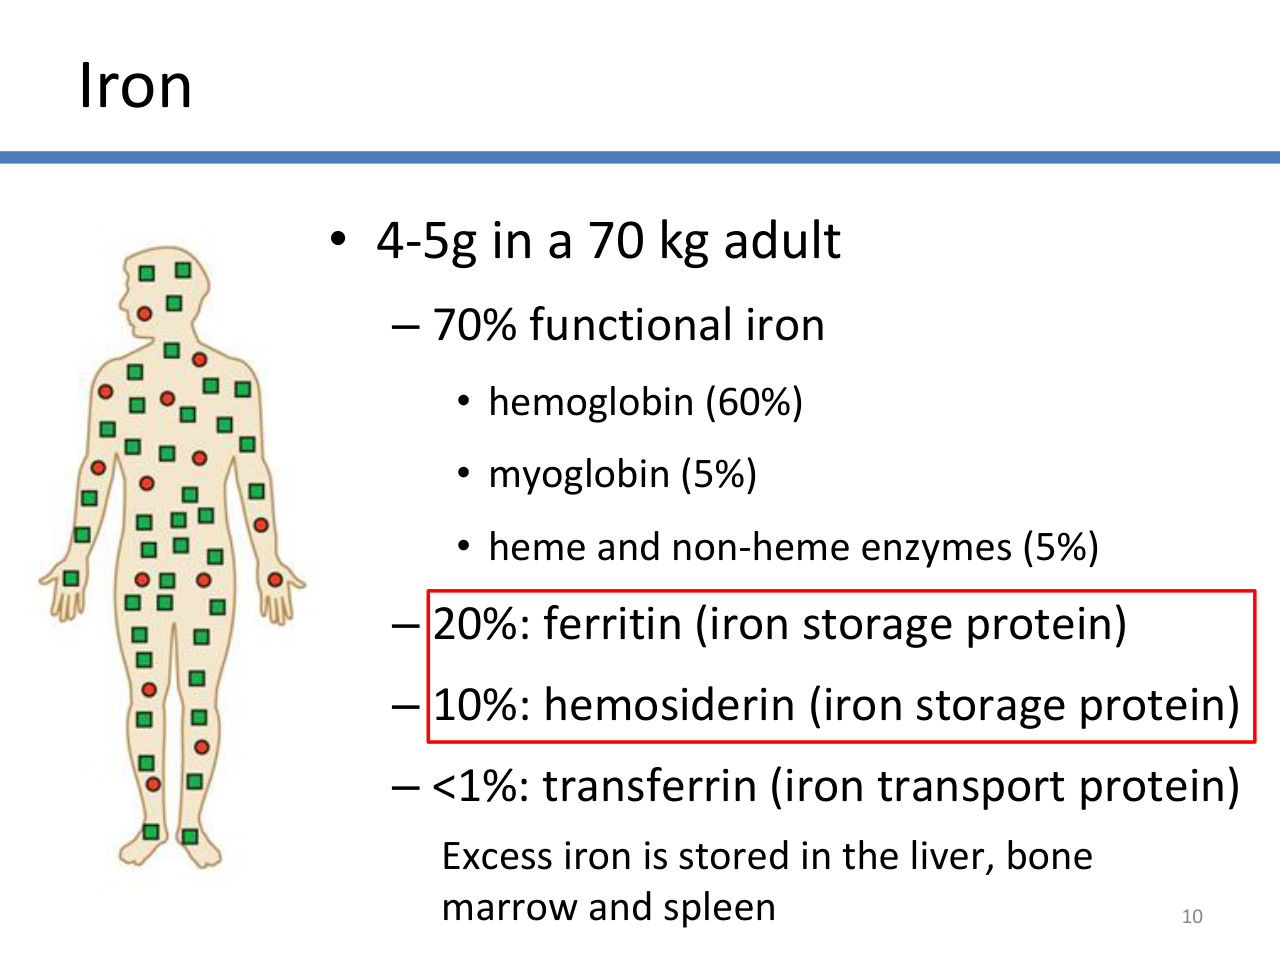 Iron
• 4-5g in a 70 kg adult
– 70% functional iron
• hemoglobin (60%)
• myoglobin (5%)
• heme and non-heme enzymes (5%)
– 20%: ferritin (iron storage protein)
– 10%: hemosiderin (iron storage protein)
– <1%: transferrin (iron transport protein)
Excess iron is stored in the liver, bone
marrow and spleen
10